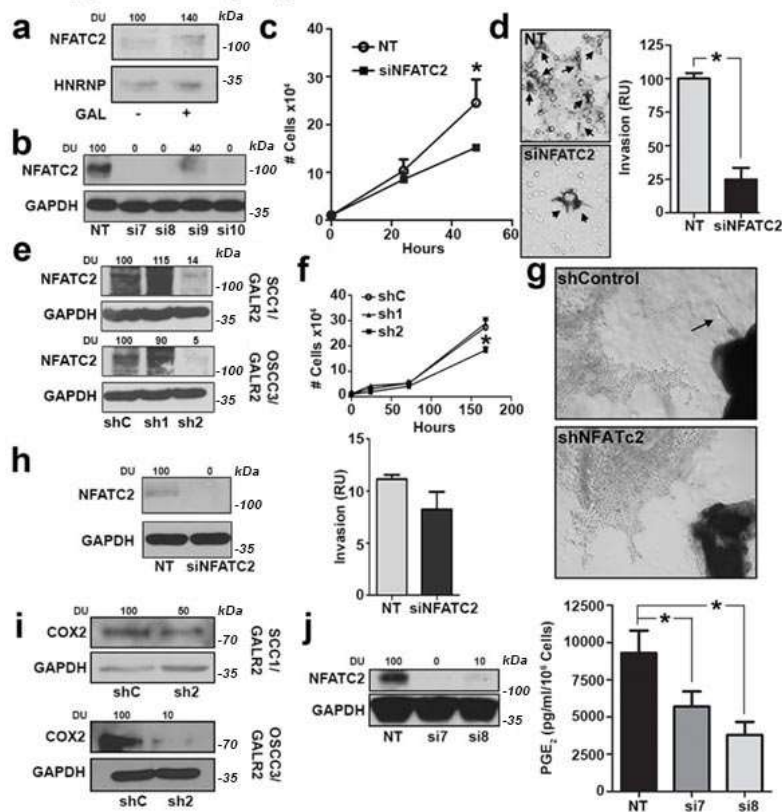 a
DU 100 140 kDa
NFATC2 -100
HNRNP -35
GAL - +
b
DU 100 0 0 40 0 kDa
NFATC2 -100
GAPDH -35
NT si7 si8 si9 si10
c
NT
siNFATC2
*
# Cells x10⁴
40
30
20
10
0
0 20 40 60
Hours
d
NT
siNFATC2
Invasion (RU)
125
100
75
50
25
0
*
NT siNFATC2
e
DU 100 115 14 kDa
NFATC2 -100
GAPDH -35
SCC1/
GALR2
DU 100 90 5 kDa
NFATC2 -100
GAPDH -35
OSCC3/
GALR2
shC sh1 sh2
f
shC
sh1
sh2
*
# Cells x10⁴
40
30
20
10
0
0 50 100 150 200
Hours
g
shControl
shNFATc2
h
DU 100 0 kDa
NFATC2 -100
GAPDH -35
NT siNFATC2
Invasion (RU)
15
10
5
0
NT siNFATC2
i
DU 100 50 kDa
COX2 -70
GAPDH -35
SCC1/
GALR2
shC sh2
DU 100 10 kDa
COX2 -70
GAPDH -35
OSCC3/
GALR2
shC sh2
j
DU 100 0 10 kDa
NFATC2 -100
GAPDH -35
NT si7 si8
PGE₂ (pg/ml/10⁶ Cells)
12500
10000
7500
5000
2500
0
* *
NT si7 si8